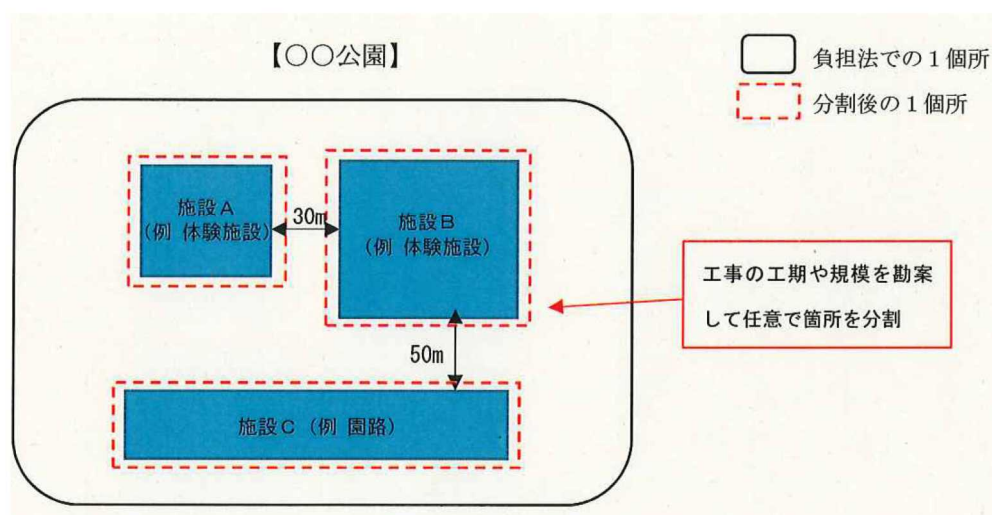 【〇〇公園】
負担法での1個所
分割後の1個所
施設A
(例 体験施設)
30m
施設B
(例 体験施設)
工事の工期や規模を勘案
して任意で箇所を分割
50m
施設C (例 園路)